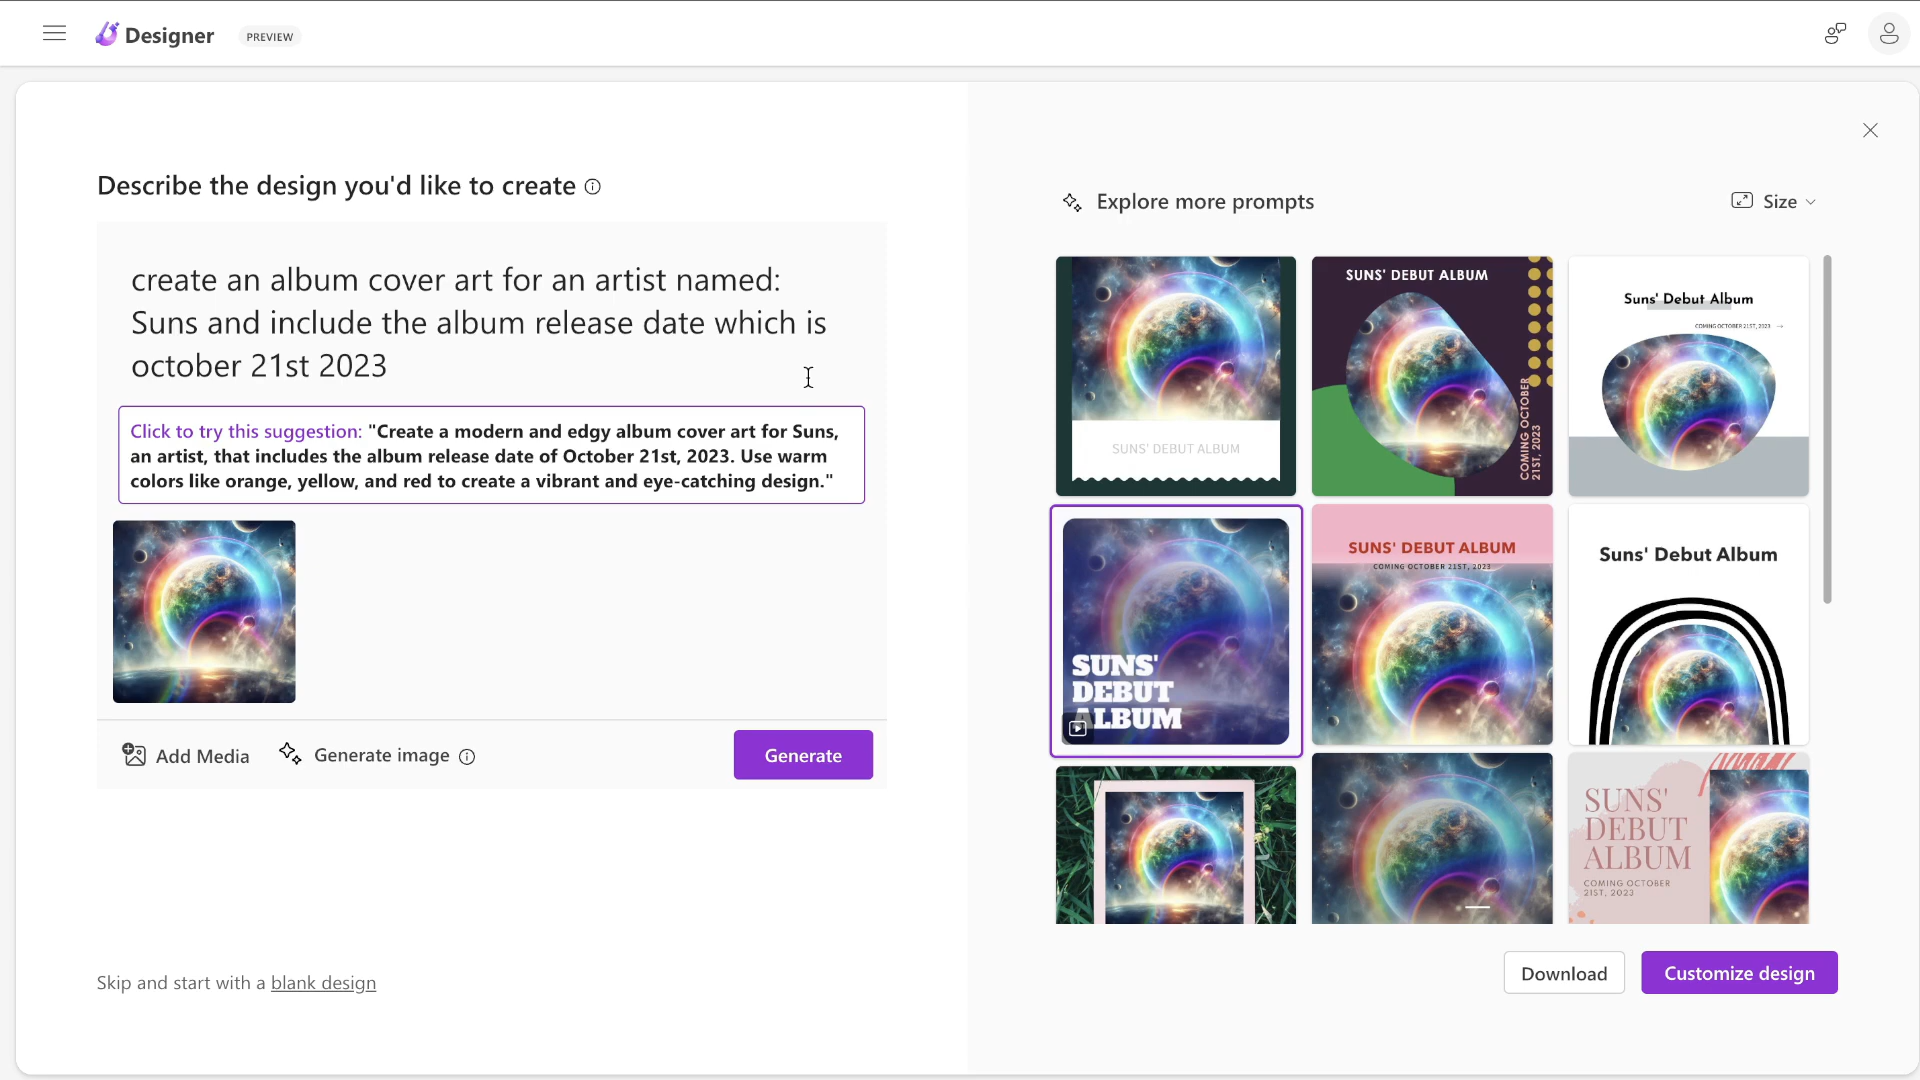 Designer
PREVIEW
Describe the design you'd like to create
create an album cover art for an artist named:
Suns and include the album release date which is
october 21st 2023
Click to try this suggestion: "Create a modern and edgy album cover art for Suns,
an artist, that includes the album release date of October 21st, 2023. Use warm
colors like orange, yellow, and red to create a vibrant and eye-catching design."
Add Media
Generate image
Generate
Skip and start with a blank design
Explore more prompts
Size
SUNS' DEBUT ALBUM
SUNS' DEBUT ALBUM
COMING OCTOBER
21ST, 2023
Suns' Debut Album
COMING OCTOBER 21ST, 2023
SUNS'
DEBUT
ALBUM
SUNS' DEBUT ALBUM
COMING OCTOBER 21ST, 2023
Suns' Debut Album
SUNS'
DEBUT
ALBUM
COMING OCTOBER
21ST, 2023
Download
Customize design